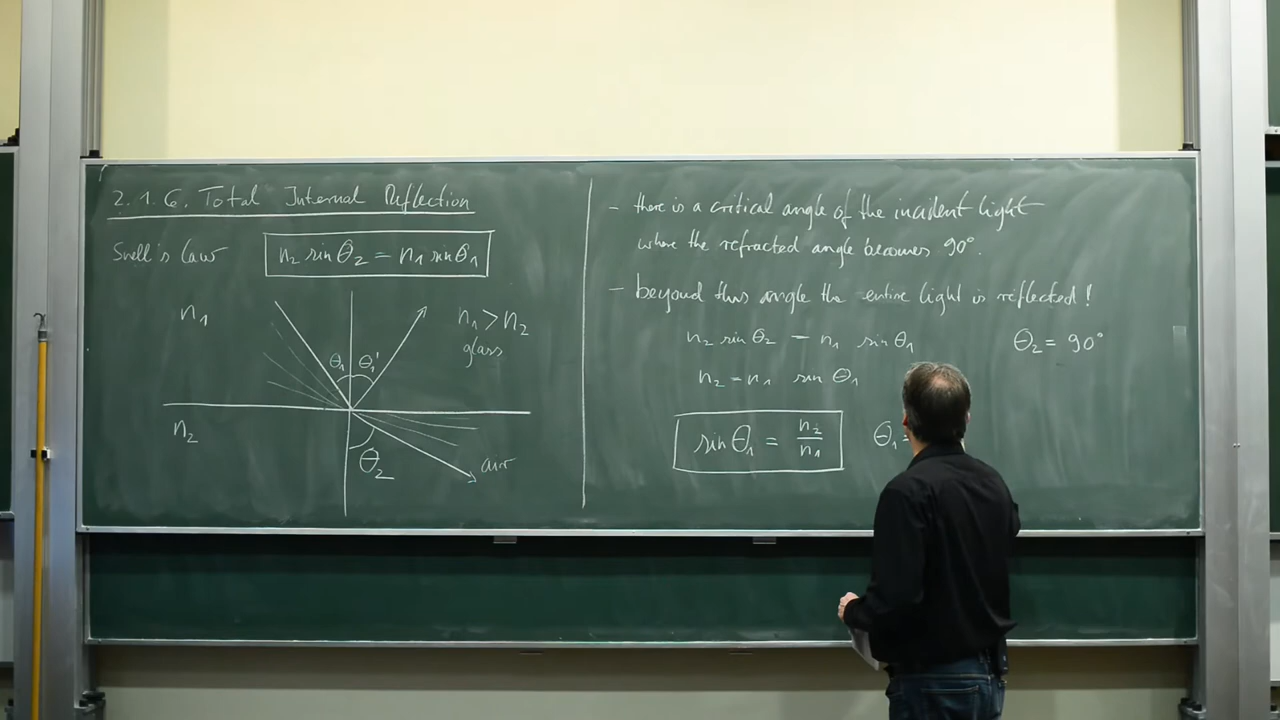 2.1.6. Total Internal Reflection
Snell's law n₂ sin Θ₂ = n₁ sin Θ₁
n₁
n₁ > n₂
glass
Θ₁ Θ₁'
n₂
Θ₂
air
- there is a critical angle of the incident light
where the refracted angle becomes 90°.
- beyond this angle the entire light is reflected!
n₂ sin Θ₂ = n₁ sin Θ₁ Θ₂ = 90°
n₂ = n₁ sin Θ₁
sin Θ₁ = n₂/n₁ Θ₁ =